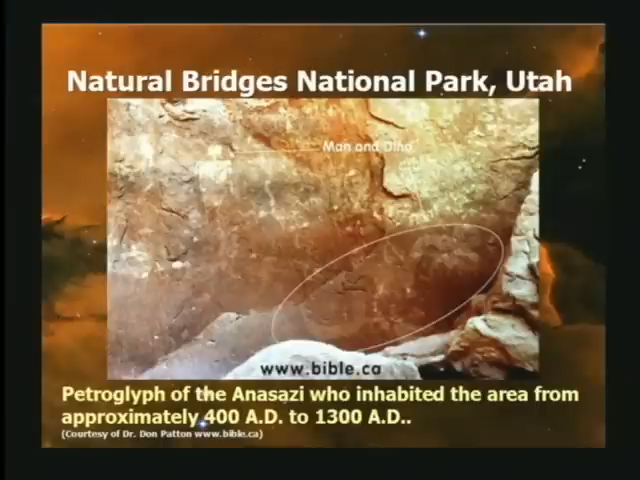 Natural Bridges National Park, Utah
Man and Dino
www.bible.ca
Petroglyph of the Anasazi who inhabited the area from
approximately 400 A.D. to 1300 A.D..
(Courtesy of Dr. Don Patton www.bible.ca)